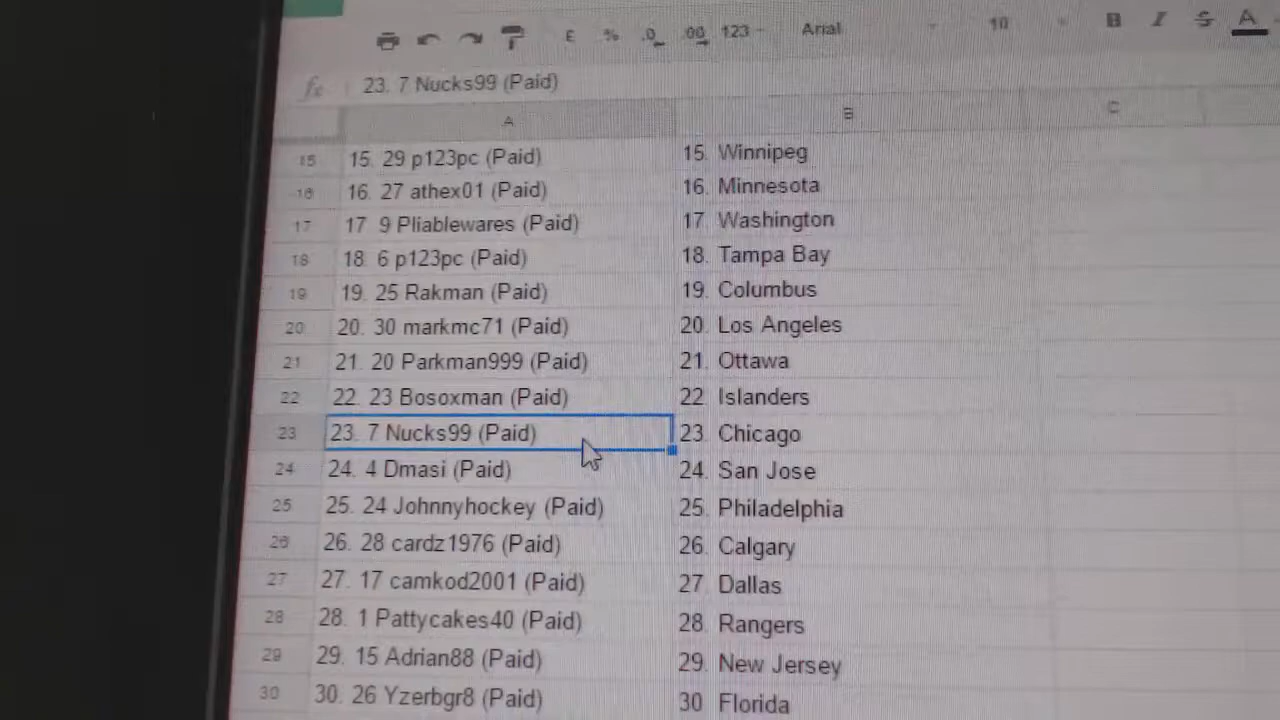 £ % .0 .00 123 Arial 10 B I S A
fx 23. 7 Nucks99 (Paid)
A B C
15 15. 29 p123pc (Paid) 15. Winnipeg
16 16. 27 athex01 (Paid) 16. Minnesota
17 17. 9 Pliablewares (Paid) 17. Washington
18 18. 6 p123pc (Paid) 18. Tampa Bay
19 19. 25 Rakman (Paid) 19. Columbus
20 20. 30 markmc71 (Paid) 20. Los Angeles
21 21. 20 Parkman999 (Paid) 21. Ottawa
22 22. 23 Bosoxman (Paid) 22. Islanders
23 23. 7 Nucks99 (Paid) 23. Chicago
24 24. 4 Dmasi (Paid) 24. San Jose
25 25. 24 Johnnyhockey (Paid) 25. Philadelphia
26 26. 28 cardz1976 (Paid) 26. Calgary
27 27. 17 camkod2001 (Paid) 27. Dallas
28 28. 1 Pattycakes40 (Paid) 28. Rangers
29 29. 15 Adrian88 (Paid) 29. New Jersey
30 30. 26 Yzerbgr8 (Paid) 30. Florida